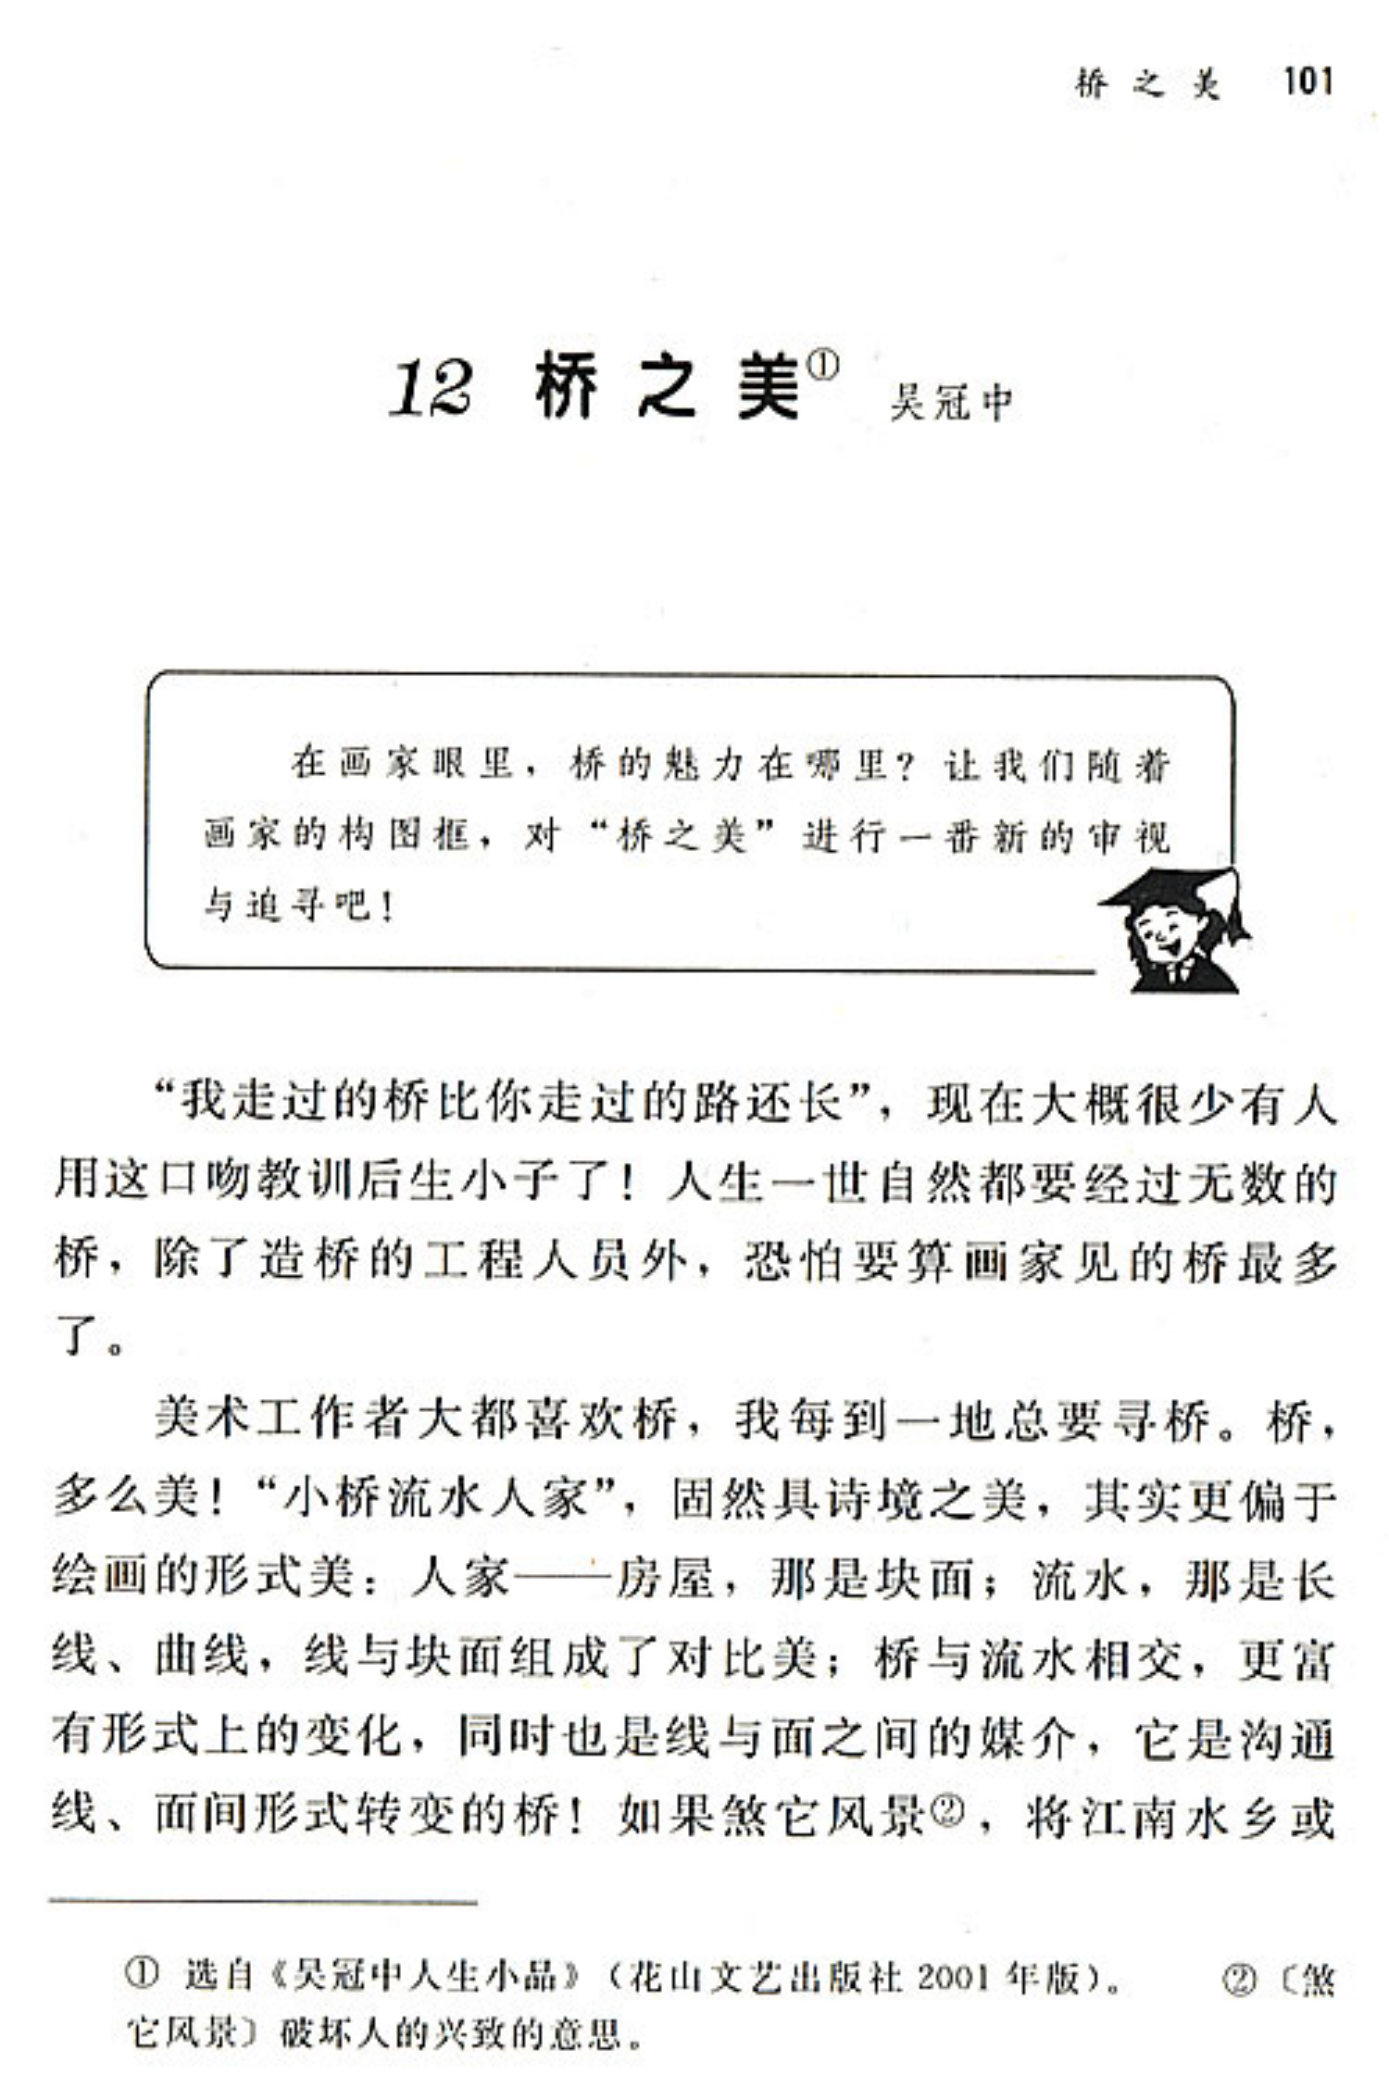 桥之美 101
12 桥之美① 吴冠中
在画家眼里，桥的魅力在哪里？让我们随着
画家的构图框，对“桥之美”进行一番新的审视
与追寻吧！
“我走过的桥比你走过的路还长”，现在大概很少有人
用这口吻教训后生小子了！人生一世自然都要经过无数的
桥，除了造桥的工程人员外，恐怕要算画家见的桥最多
了。
美术工作者大都喜欢桥，我每到一地总要寻桥。桥，
多么美！“小桥流水人家”，固然具诗境之美，其实更偏于
绘画的形式美：人家——房屋，那是块面；流水，那是长
线、曲线，线与块面组成了对比美；桥与流水相交，更富
有形式上的变化，同时也是线与面之间的媒介，它是沟通
线、面间形式转变的桥！如果煞它风景②，将江南水乡或
① 选自《吴冠中人生小品》（花山文艺出版社 2001 年版）。 ②〔煞
它风景〕破坏人的兴致的意思。